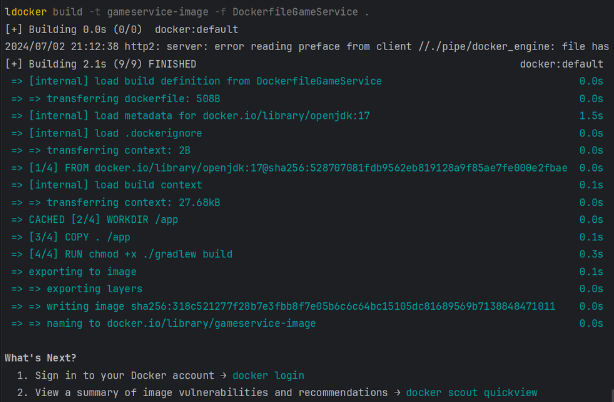 ldocker build -t gameservice-image -f DockerfileGameService .
[+] Building 0.0s (0/0)  docker:default
2024/07/02 21:12:38 http2: server: error reading preface from client //./pipe/docker_engine: file has
[+] Building 2.1s (9/9) FINISHED docker:default
=> [internal] load build definition from DockerfileGameService 0.0s
=> => transferring dockerfile: 508B 0.0s
=> [internal] load metadata for docker.io/library/openjdk:17 1.5s
=> [internal] load .dockerignore 0.0s
=> => transferring context: 2B 0.0s
=> [1/4] FROM docker.io/library/openjdk:17@sha256:528707081fdb9562eb819128a9f85ae7fe000e2fbae 0.0s
=> [internal] load build context 0.1s
=> => transferring context: 27.68kB 0.0s
=> CACHED [2/4] WORKDIR /app 0.0s
=> [3/4] COPY . /app 0.1s
=> [4/4] RUN chmod +x ./gradlew build 0.3s
=> exporting to image 0.1s
=> => exporting layers 0.0s
=> => writing image sha256:318c521277f28b7e3fbb8f7e05b6c6c64bc15105dc81689569b7138848471011 0.0s
=> => naming to docker.io/library/gameservice-image 0.0s
What's Next?
1. Sign in to your Docker account → docker login
2. View a summary of image vulnerabilities and recommendations → docker scout quickview